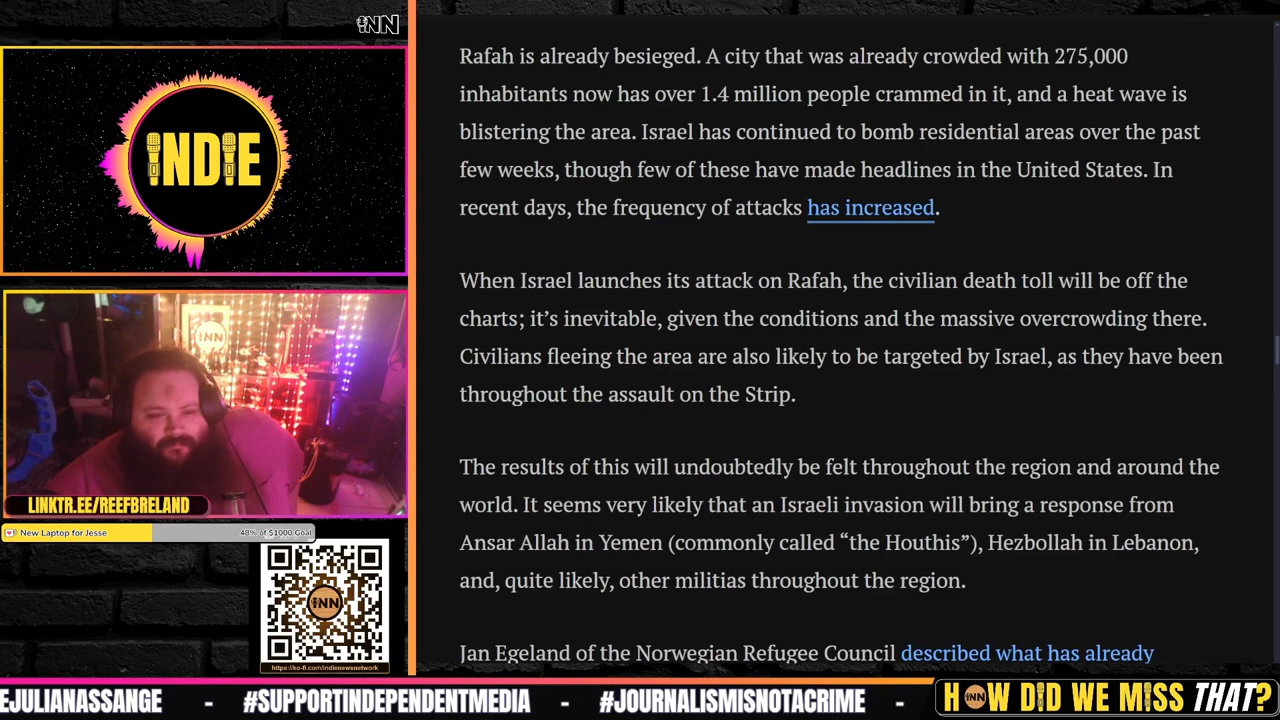 iNN
iNDiE
iNN
LINKTR.EE/REEFBRELAND
New Laptop for Jesse
48% of $1000 Goal
iNN
https://ko-fi.com/indienewsnetwork
Rafah is already besieged. A city that was already crowded with 275,000
inhabitants now has over 1.4 million people crammed in it, and a heat wave is
blistering the area. Israel has continued to bomb residential areas over the past
few weeks, though few of these have made headlines in the United States. In
recent days, the frequency of attacks has increased.
When Israel launches its attack on Rafah, the civilian death toll will be off the
charts; it’s inevitable, given the conditions and the massive overcrowding there.
Civilians fleeing the area are also likely to be targeted by Israel, as they have been
throughout the assault on the Strip.
The results of this will undoubtedly be felt throughout the region and around the
world. It seems very likely that an Israeli invasion will bring a response from
Ansar Allah in Yemen (commonly called “the Houthis”), Hezbollah in Lebanon,
and, quite likely, other militias throughout the region.
Jan Egeland of the Norwegian Refugee Council described what has already
EJULIANASSANGE - #SUPPORTINDEPENDENTMEDIA - #JOURNALISMISNOTACRIME -
HOW DiD WE MiSS THAT?